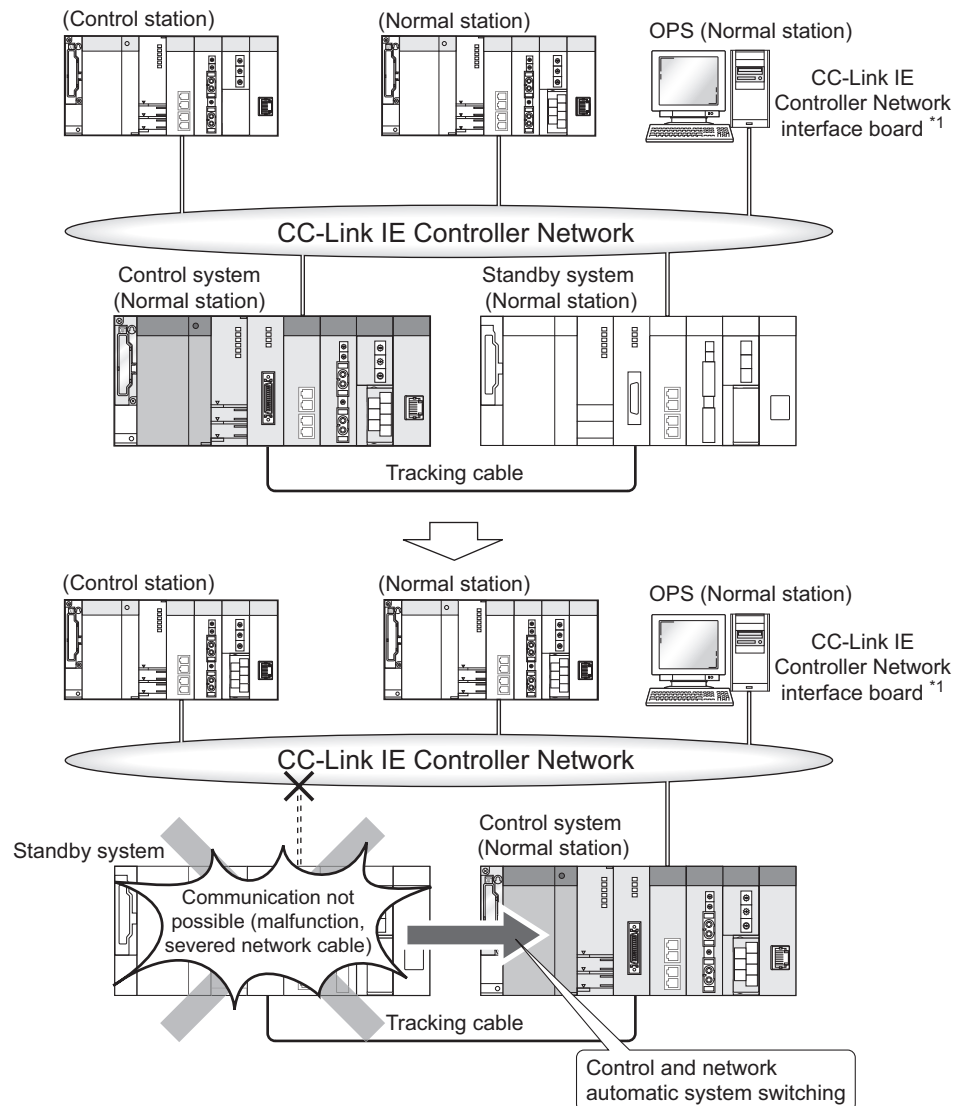 (Control station)
(Normal station)
OPS (Normal station)
CC-Link IE
Controller Network
interface board *1
CC-Link IE Controller Network
Control system
(Normal station)
Standby system
(Normal station)
Tracking cable
(Control station)
(Normal station)
OPS (Normal station)
CC-Link IE
Controller Network
interface board *1
CC-Link IE Controller Network
Standby system
Control system
(Normal station)
Communication not
possible (malfunction,
severed network cable)
Tracking cable
Control and network
automatic system switching